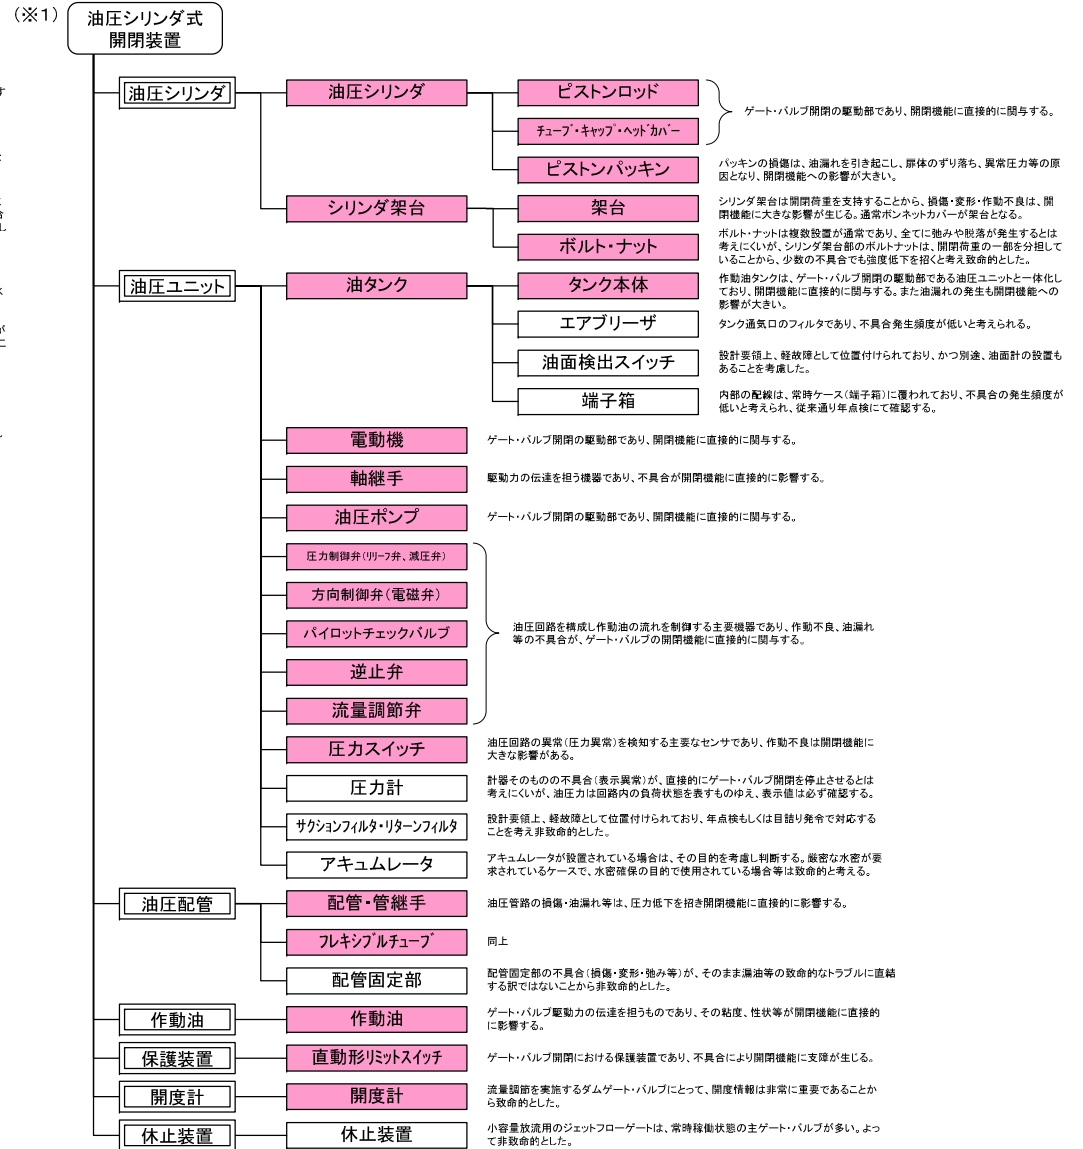 (※1)
油圧シリンダ式
開閉装置
油圧シリンダ
油圧シリンダ
ピストンロッド
チューブ・キャップ・ヘッドカバー
ゲート・バルブ開閉の駆動部であり、開閉機能に直接的に関与する。
ピストンパッキン
パッキンの損傷は、油漏れを引き起こし、扉体のずり落ち、異常圧力等の原
因となり、開閉機能への影響が大きい。
シリンダ架台
架台
シリンダ架台は開閉荷重を支持することから、損傷・変形・作動不良は、開
閉機能に大きな影響が生じる。通常ボンネットカバーが架台となる。
ボルト・ナット
ボルト・ナットは複数設置が通常であり、全てに弛みや脱落が発生するとは
考えにくいが、シリンダ架台部のボルトナットは、開閉荷重の一部を分担して
いることから、少数の不具合でも強度低下を招くと考え致命的とした。
油圧ユニット
油タンク
タンク本体
作動油タンクは、ゲート・バルブ開閉の駆動部である油圧ユニットと一体化し
ており、開閉機能に直接的に関与する。また油漏れの発生も開閉機能への
影響が大きい。
エアブリーザ
タンク通気口のフィルタであり、不具合発生頻度が低いと考えられる。
油面検出スイッチ
設計要領上、軽故障として位置付けられており、かつ別途、油面計の設置も
あることを考慮した。
端子箱
内部の配線は、常時ケース(端子箱)に覆われており、不具合の発生頻度が
低いと考えられ、従来通り年点検にて確認する。
電動機
ゲート・バルブ開閉の駆動部であり、開閉機能に直接的に関与する。
軸継手
駆動力の伝達を担う機器であり、不具合が開閉機能に直接的に影響する。
油圧ポンプ
ゲート・バルブ開閉の駆動部であり、開閉機能に直接的に関与する。
圧力制御弁(リリーフ弁、減圧弁)
方向制御弁(電磁弁)
パイロットチェックバルブ
油圧回路を構成し作動油の流れを制御する主要機器であり、作動不良、油漏れ
等の不具合が、ゲート・バルブの開閉機能に直接的に関与する。
逆止弁
流量調節弁
圧力スイッチ
油圧回路の異常(圧力異常)を検知する主要なセンサであり、作動不良は開閉機能に
大きな影響がある。
圧力計
計器そのものの不具合(表示異常)が、直接的にゲート・バルブ開閉を停止させるとは
考えにくいが、油圧力は回路内の負荷状態を表すものゆえ、表示値は必ず確認する。
サクションフィルタ・リターンフィルタ
設計要領上、軽故障として位置付けられており、年点検もしくは目詰り発令で対応する
ことを考え非致命的とした。
アキュムレータ
アキュムレータが設置されている場合は、その目的を考慮し判断する。厳密な水密が要
求されているケースで、水密確保の目的で使用されている場合等は致命的と考える。
油圧配管
配管・管継手
油圧管路の損傷・油漏れ等は、圧力低下を招き開閉機能に直接的に影響する。
フレキシブルチューブ
同上
配管固定部
配管固定部の不具合(損傷・変形・弛み等)が、そのまま漏油等の致命的なトラブルに直結
する訳ではないことから非致命的とした。
作動油
作動油
ゲート・バルブ駆動力の伝達を担うものであり、その粘度、性状等が開閉機能に直接的
に影響する。
保護装置
直動形リミットスイッチ
ゲート・バルブ開閉における保護装置であり、不具合により開閉機能に支障が生じる。
開度計
開度計
流量調節を実施するダムゲート・バルブにとって、開度情報は非常に重要であることか
ら致命的とした。
休止装置
休止装置
小容量放流用のジェットフローゲートは、常時稼働状態の主ゲート・バルブが多い。よっ
て非致命的とした。